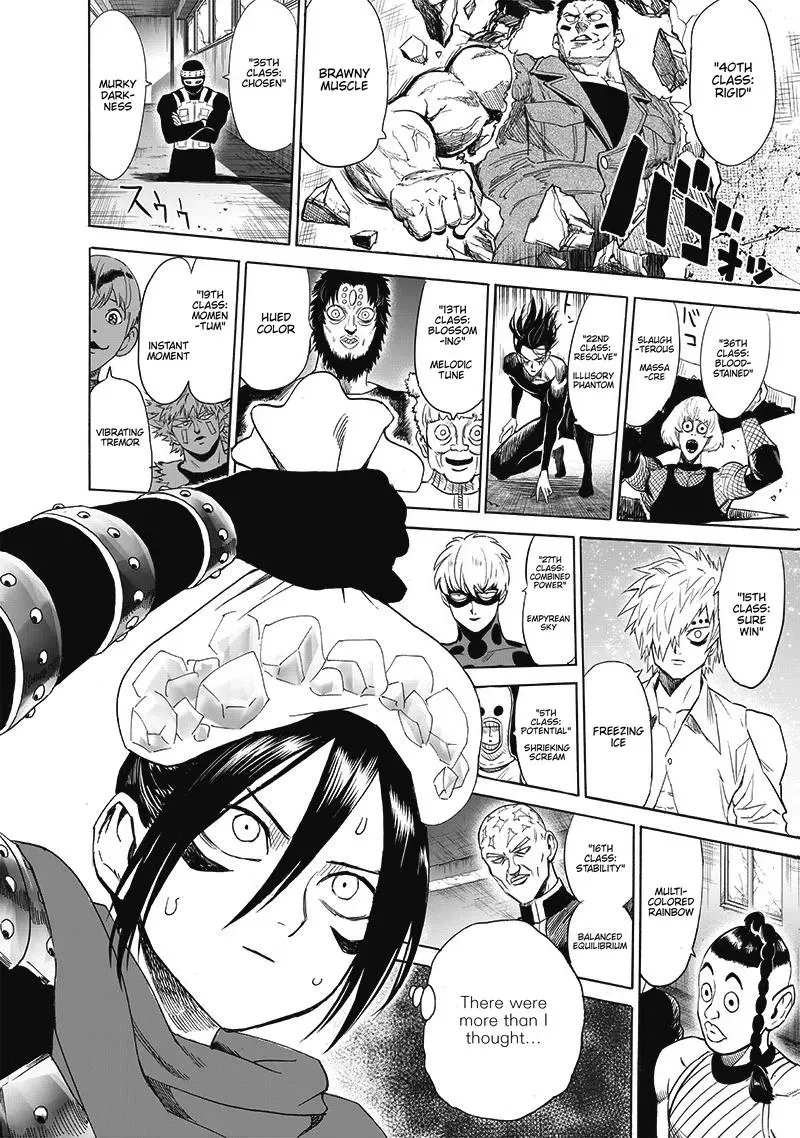 "40TH
CLASS:
RIGID"
BRAWNY
MUSCLE
バゴォッ
"35TH
CLASS:
CHOSEN"
MURKY
DARK-
NESS
スゥゥ
"36TH
CLASS:
BLOOD-
STAINED"
SLAUGH
-TEROUS
MASSA-
CRE
バコ
"22ND
CLASS:
RESOLVE"
ILLUSORY
PHANTOM
"13TH
CLASS:
BLOSSOM
-ING"
MELODIC
TUNE
HUED
COLOR
"19TH
CLASS:
MOMEN
-TUM"
INSTANT
MOMENT
VIBRATING
TREMOR
"15TH
CLASS:
SURE
WIN"
FREEZING
ICE
"27TH
CLASS:
COMBINED
POWER"
EMPYREAN
SKY
"5TH
CLASS:
POTENTIAL"
SHRIEKING
SCREAM
MULTI-
COLORED
RAINBOW
"16TH
CLASS:
STABILITY"
BALANCED
EQUILIBRIUM
There were
more than I
thought...